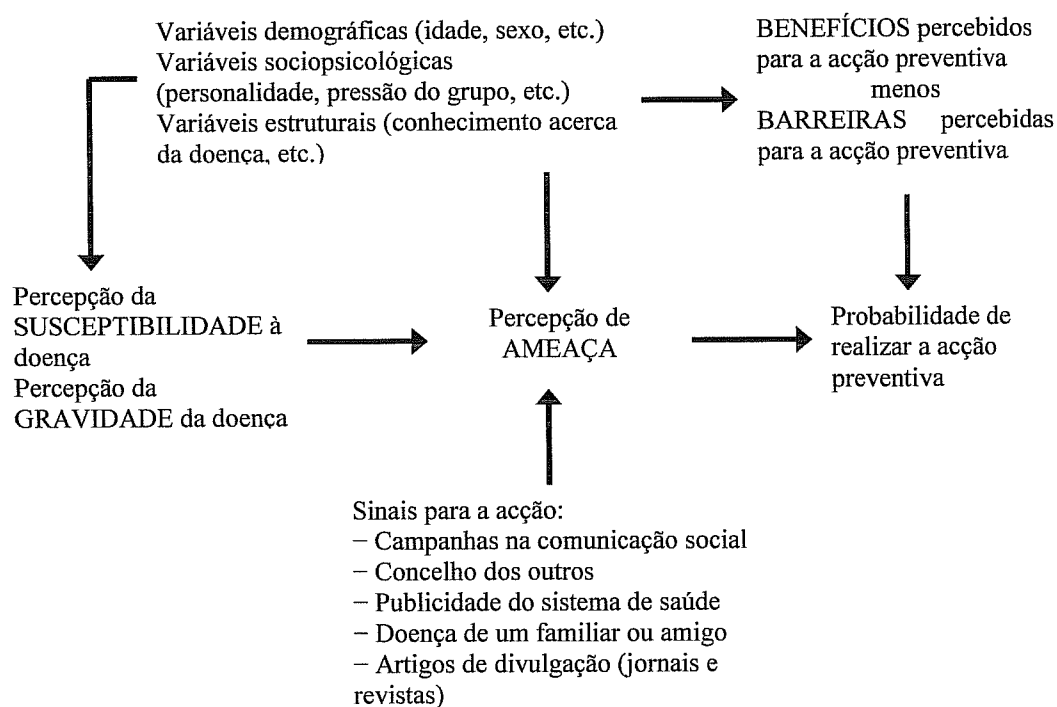 Variáveis demográficas (idade, sexo, etc.)
Variáveis sociopsicológicas
(personalidade, pressão do grupo, etc.)
Variáveis estruturais (conhecimento acerca
da doença, etc.)
BENEFÍCIOS percebidos
para a acção preventiva
menos
BARREIRAS percebidas
para a acção preventiva
Percepção da
SUSCEPTIBILIDADE à
doença
Percepção da
GRAVIDADE da doença
Percepção de
AMEAÇA
Probabilidade de
realizar a acção
preventiva
Sinais para a acção:
– Campanhas na comunicação social
– Concelho dos outros
– Publicidade do sistema de saúde
– Doença de um familiar ou amigo
– Artigos de divulgação (jornais e
revistas)